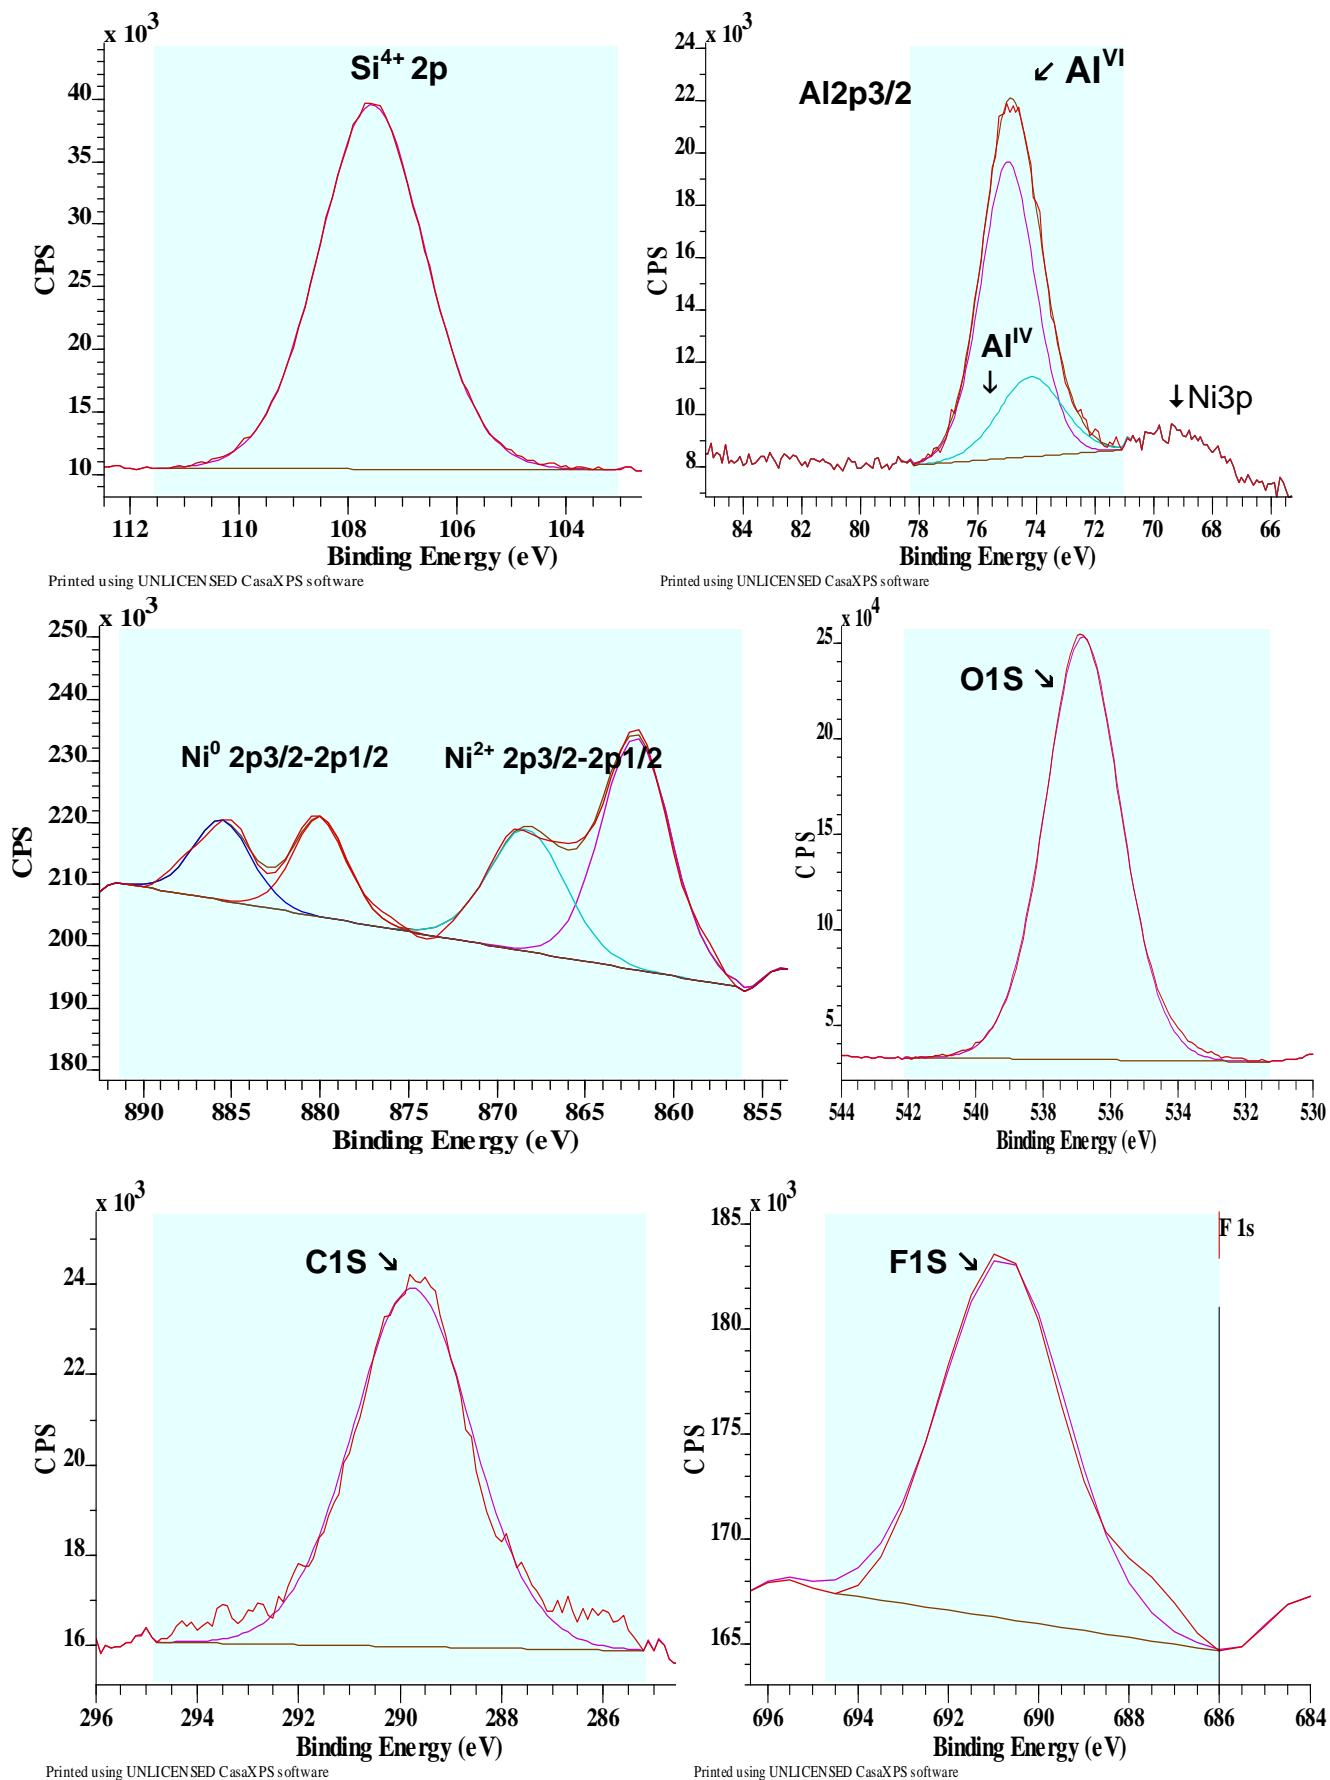 x 10³
Si⁴⁺ 2p
40
35
30
25
20
15
10
CPS
112 110 108 106 104
Binding Energy (eV)
Printed using UNLICENSED CasaXPS software
x 10³
24
22
20
18
16
14
12
10
8
CPS
Al2p3/2
↙ Al^VI
Al^IV
↓
↓Ni3p
84 82 80 78 76 74 72 70 68 66
Binding Energy (eV)
Printed using UNLICENSED CasaXPS software
x 10³
250
240
230
220
210
200
190
180
CPS
Ni⁰ 2p3/2-2p1/2
Ni²⁺ 2p3/2-2p1/2
890 885 880 875 870 865 860 855
Binding Energy (eV)
x 10⁴
25
20
15
10
5
CPS
O1S ↘
544 542 540 538 536 534 532 530
Binding Energy (eV)
x 10³
24
22
20
18
16
CPS
C1S ↘
296 294 292 290 288 286
Binding Energy (eV)
Printed using UNLICENSED CasaXPS software
x 10³
185
180
175
170
165
CPS
F1S ↘
F 1s
696 694 692 690 688 686 684
Binding Energy (eV)
Printed using UNLICENSED CasaXPS software